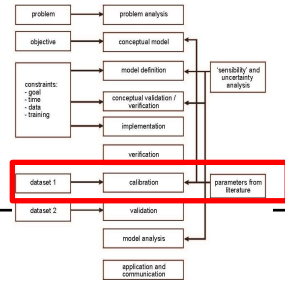 problem
problem analysis
objective
conceptual model
model definition
'sensibility' and
uncertainty
analysis
constraints:
- goal
- time
- data
- training
conceptual validation /
verification
implementation
verification
dataset 1
calibration
parameters from
literature
dataset 2
validation
model analysis
application and
communication